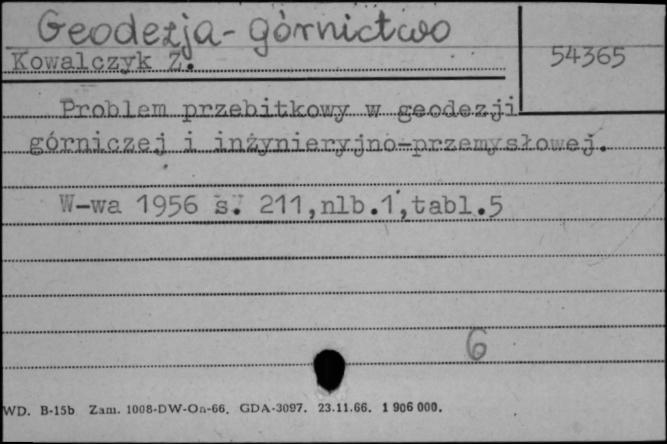 Geodezja - górnictwo
Kowalczyk Z.
54365
Problem przebitkowy w geodezji
górniczej i inżynieryjno-przemysłowej.
W-wa 1956 s. 211,nlb.1,tabl.5
6
WD. B-15b Zam. 1008-DW-On-66. GDA-3097. 23.11.66. 1 906 000.